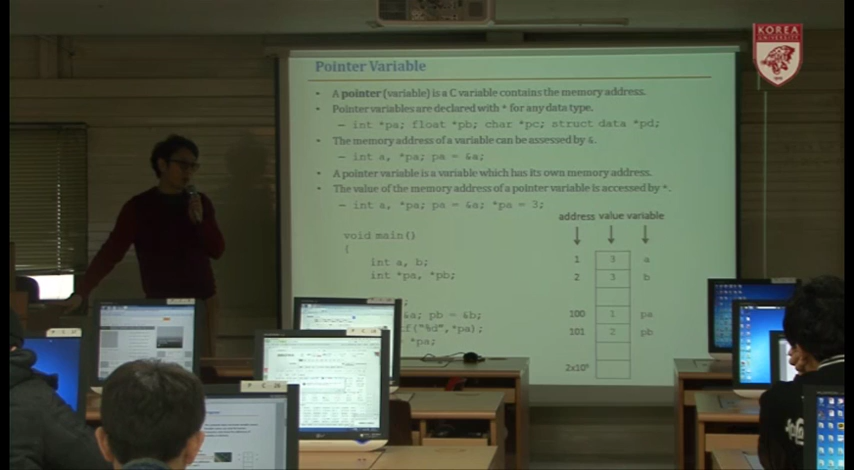 KOREA
UNIVERSITY
Pointer Variable
• A pointer (variable) is a C variable contains the memory address.
• Pointer variables are declared with * for any data type.
– int *pa; float *pb; char *pc; struct data *pd;
• The memory address of a variable can be assessed by &.
– int a, *pa; pa = &a;
• A pointer variable is a variable which has its own memory address.
• The value of the memory address of a pointer variable is accessed by *.
– int a, *pa; pa = &a; *pa = 3;
address value variable
void main()
{
int a, b;
int *pa, *pb;
;
&a; pb = &b;
f("%d",*pa);
*pa;
1 3 a
2 3 b
100 1 pa
101 2 pb